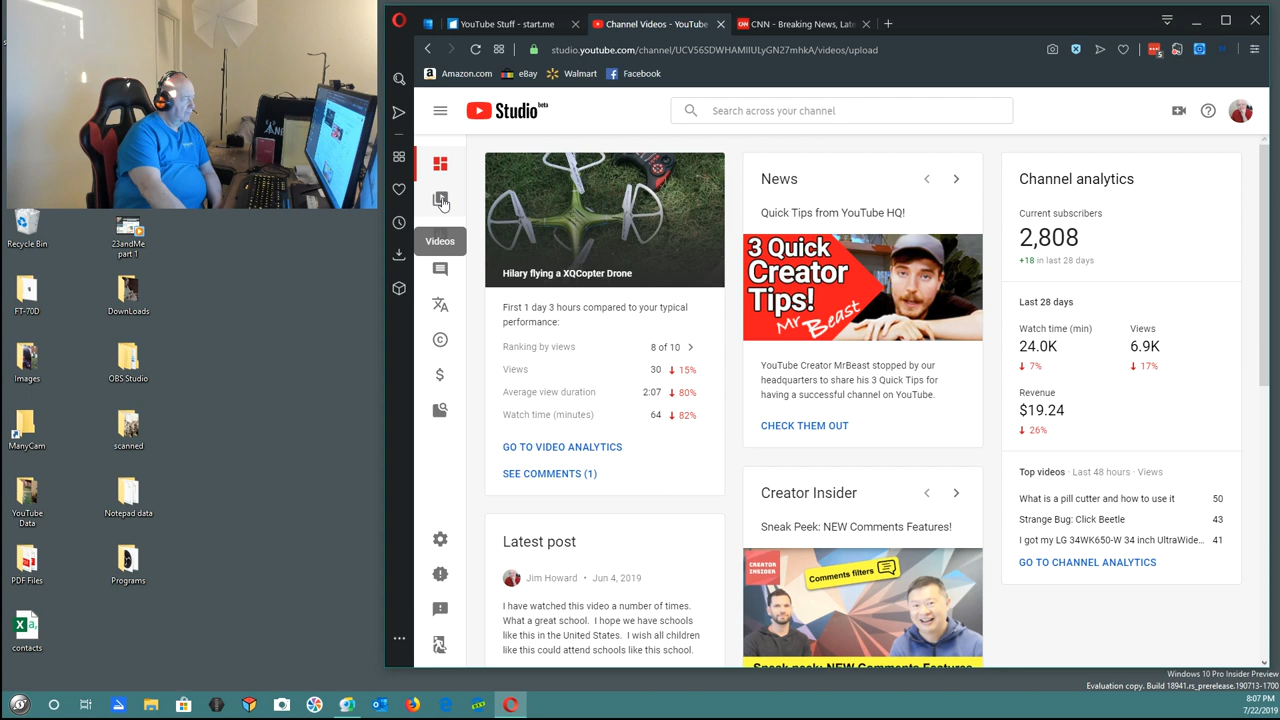 YouTube Stuff - start.me
Channel Videos - YouTube
CNN - Breaking News, Late
studio.youtube.com/channel/UCV56SDWHAMIIULyGN27mhkA/videos/upload
Amazon.com
eBay
Walmart
Facebook
Studio beta
Search across your channel
Videos
Hilary flying a XQCopter Drone
First 1 day 3 hours compared to your typical
performance:
Ranking by views 8 of 10
Views 30 15%
Average view duration 2:07 80%
Watch time (minutes) 64 82%
GO TO VIDEO ANALYTICS
SEE COMMENTS (1)
Latest post
Jim Howard • Jun 4, 2019
I have watched this video a number of times.
What a great school. I hope we have schools
like this in the United States. I wish all children
like this could attend schools like this school.
News
Quick Tips from YouTube HQ!
3 Quick
Creator
Tips!
Mr Beast
YouTube Creator MrBeast stopped by our
headquarters to share his 3 Quick Tips for
having a successful channel on YouTube.
CHECK THEM OUT
Creator Insider
Sneak Peek: NEW Comments Features!
CREATOR
INSIDER
Comments filters
Sneak peek: NEW Comments Features
Channel analytics
Current subscribers
2,808
+18 in last 28 days
Last 28 days
Watch time (min) Views
24.0K 6.9K
7% 17%
Revenue
$19.24
26%
Top videos · Last 48 hours · Views
What is a pill cutter and how to use it 50
Strange Bug: Click Beetle 43
I got my LG 34WK650-W 34 inch UltraWide... 41
GO TO CHANNEL ANALYTICS
Recycle Bin
23andMe
part 1
FT-70D
DownLoads
Images
OBS Studio
ManyCam
scanned
YouTube
Data
Notepad data
PDF Files
Programs
contacts
Windows 10 Pro Insider Preview
Evaluation copy. Build 18941.rs_prerelease.190713-1700
8:07 PM
7/22/2019